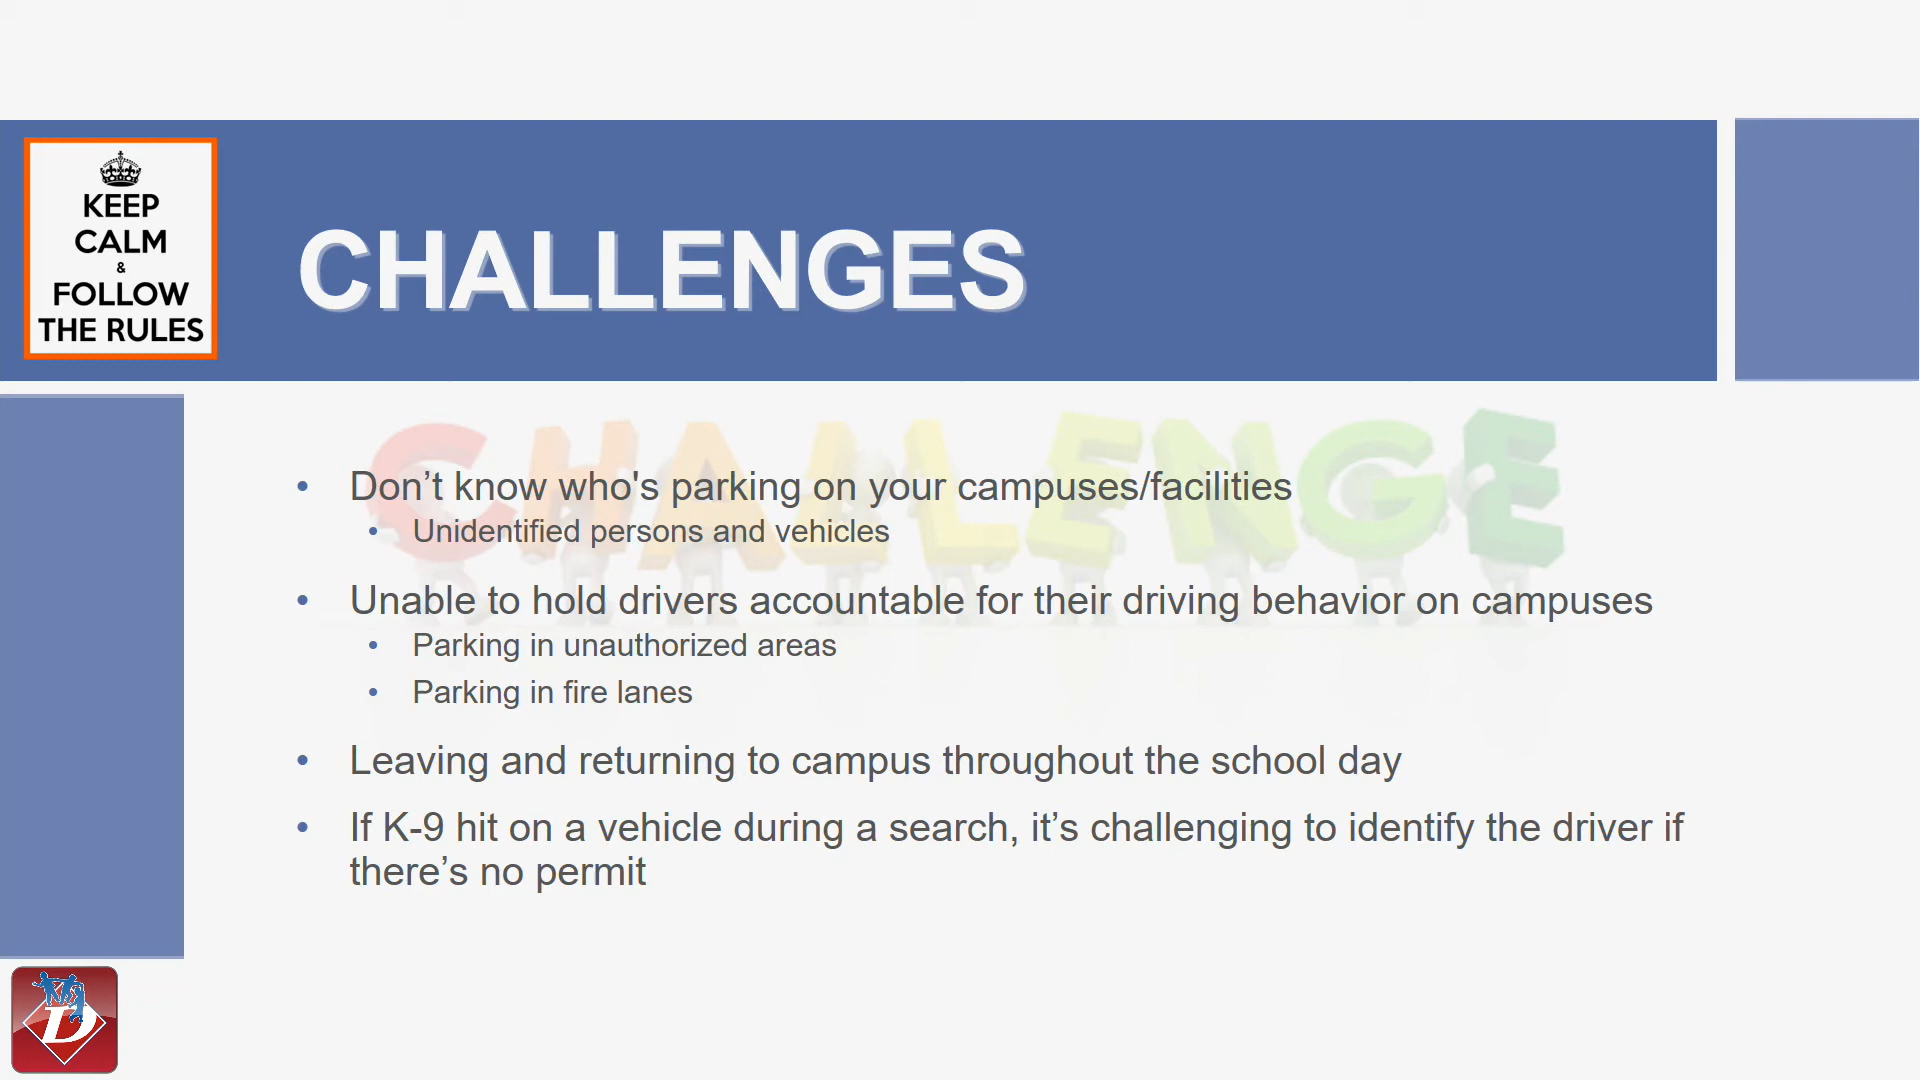 KEEP
CALM
&
FOLLOW
THE RULES
CHALLENGES
CHALLENGE
• Don’t know who's parking on your campuses/facilities
• Unidentified persons and vehicles
• Unable to hold drivers accountable for their driving behavior on campuses
• Parking in unauthorized areas
• Parking in fire lanes
• Leaving and returning to campus throughout the school day
• If K-9 hit on a vehicle during a search, it’s challenging to identify the driver if
there’s no permit
D